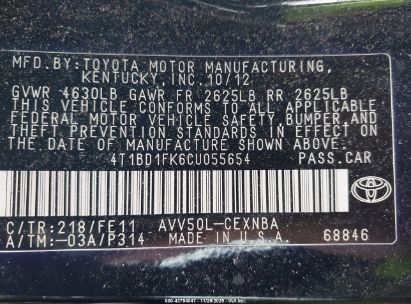 MFD.BY:TOYOTA MOTOR MANUFACTURING,
KENTUCKY, INC. 10/12
GVWR 4630LB GAWR FR 2625LB RR 2625LB
THIS VEHICLE CONFORMS TO ALL APPLICABLE
FEDERAL MOTOR VEHICLE SAFETY, BUMPER, AND
THEFT PREVENTION STANDARDS IN EFFECT ON
THE DATE OF MANUFACTURE SHOWN ABOVE.
4T1BD1FK6CU055654 PASS.CAR
C/TR:218/FE11 AVV50L-CEXNBA
A/TM:-03A/P314 MADE IN U.S.A. 68846
TOYOTA